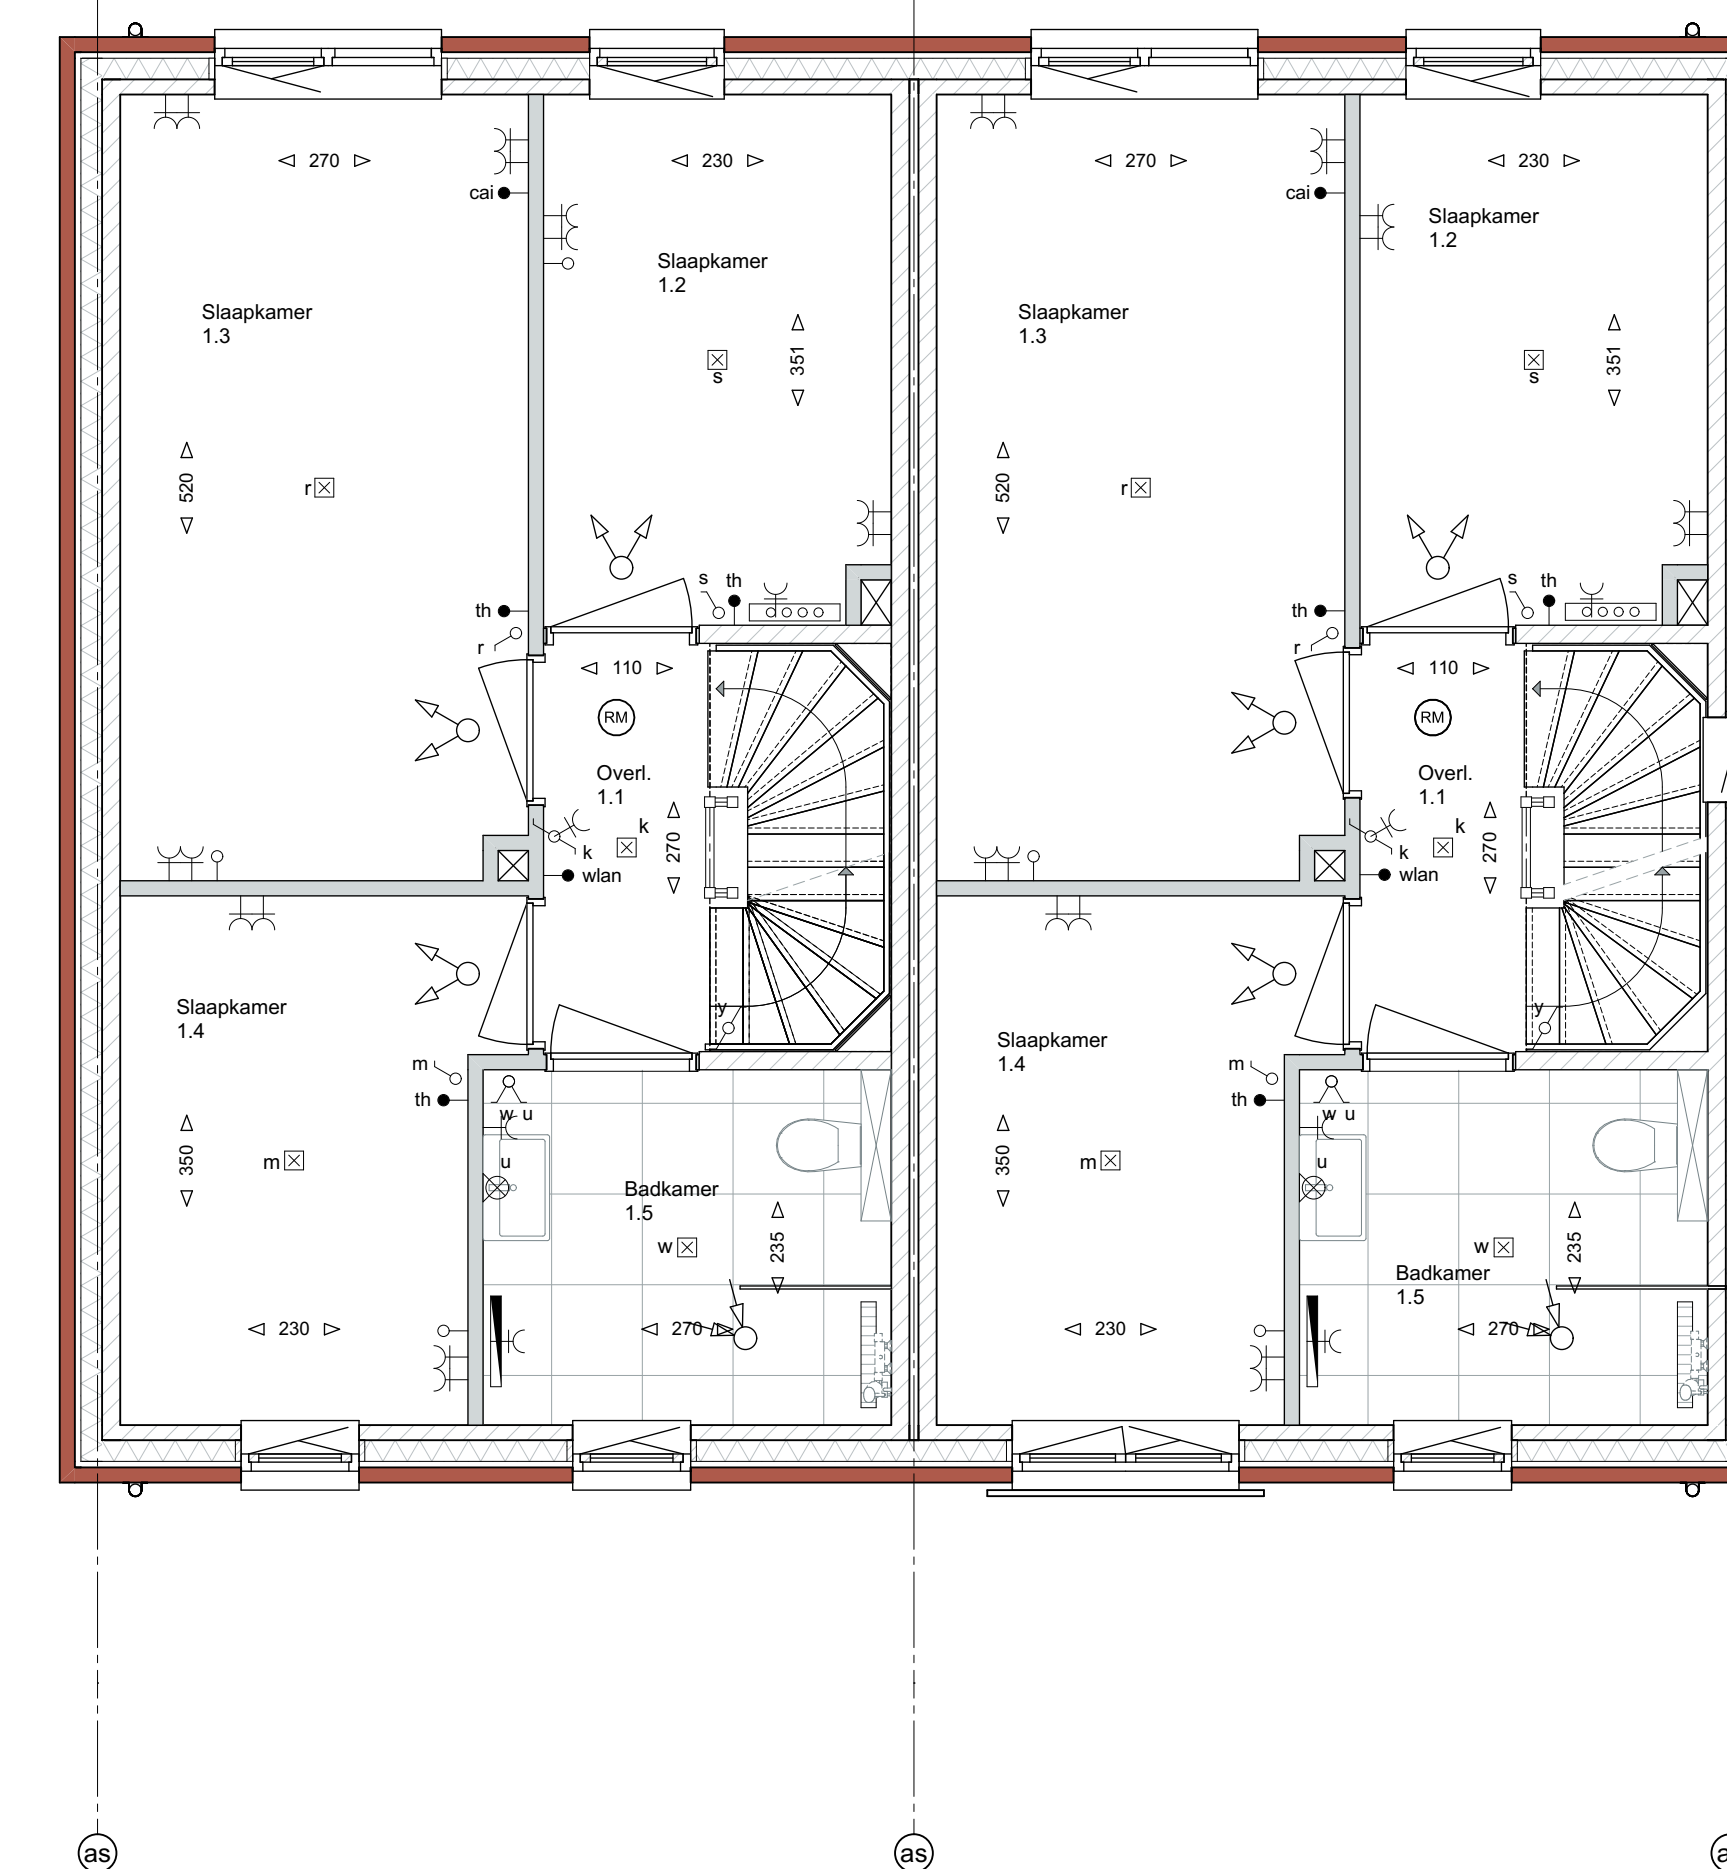 270
cai
230
Slaapkamer
1.2
Slaapkamer
1.3
351
s
520
r
s
th
th
r
110
RM
Overl.
1.1
k
270
k
wlan
Slaapkamer
1.4
y
m
th
w u
u
350
m
Badkamer
1.5
w
235
230
270
270
cai
230
Slaapkamer
1.2
Slaapkamer
1.3
351
s
520
r
s
th
th
r
110
RM
Overl.
1.1
k
270
k
wlan
Slaapkamer
1.4
y
m
th
w u
u
350
m
w
235
Badkamer
1.5
230
270
as
as